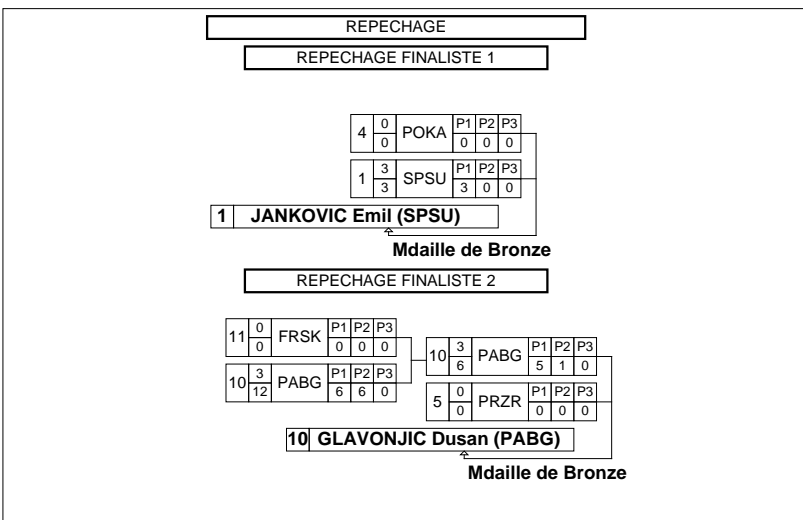 REPECHAGE
REPECHAGE FINALISTE 1
4 0 0 POKA P1 P2 P3 0 0 0
1 3 3 SPSU P1 P2 P3 3 0 0
1 JANKOVIC Emil (SPSU)
Mdaille de Bronze
REPECHAGE FINALISTE 2
11 0 0 FRSK P1 P2 P3 0 0 0
10 3 12 PABG P1 P2 P3 6 6 0
10 3 6 PABG P1 P2 P3 5 1 0
5 0 0 PRZR P1 P2 P3 0 0 0
10 GLAVONJIC Dusan (PABG)
Mdaille de Bronze